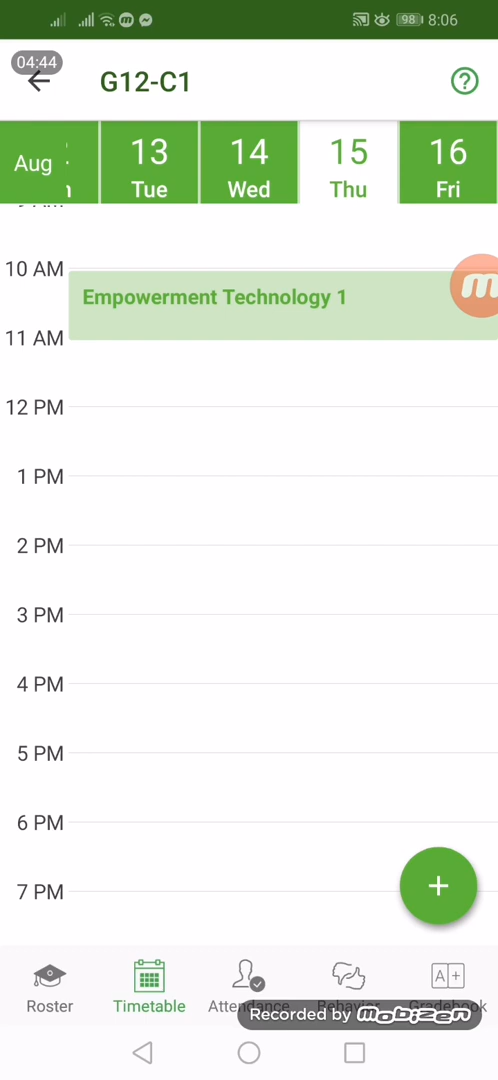 98 8:06
04:44
G12-C1
Aug
13
Tue
14
Wed
15
Thu
16
Fri
10 AM
Empowerment Technology 1
11 AM
12 PM
1 PM
2 PM
3 PM
4 PM
5 PM
6 PM
7 PM
+
A+
Roster
Timetable
Attendance
Behavior
Gradebook
Recorded by mobizen